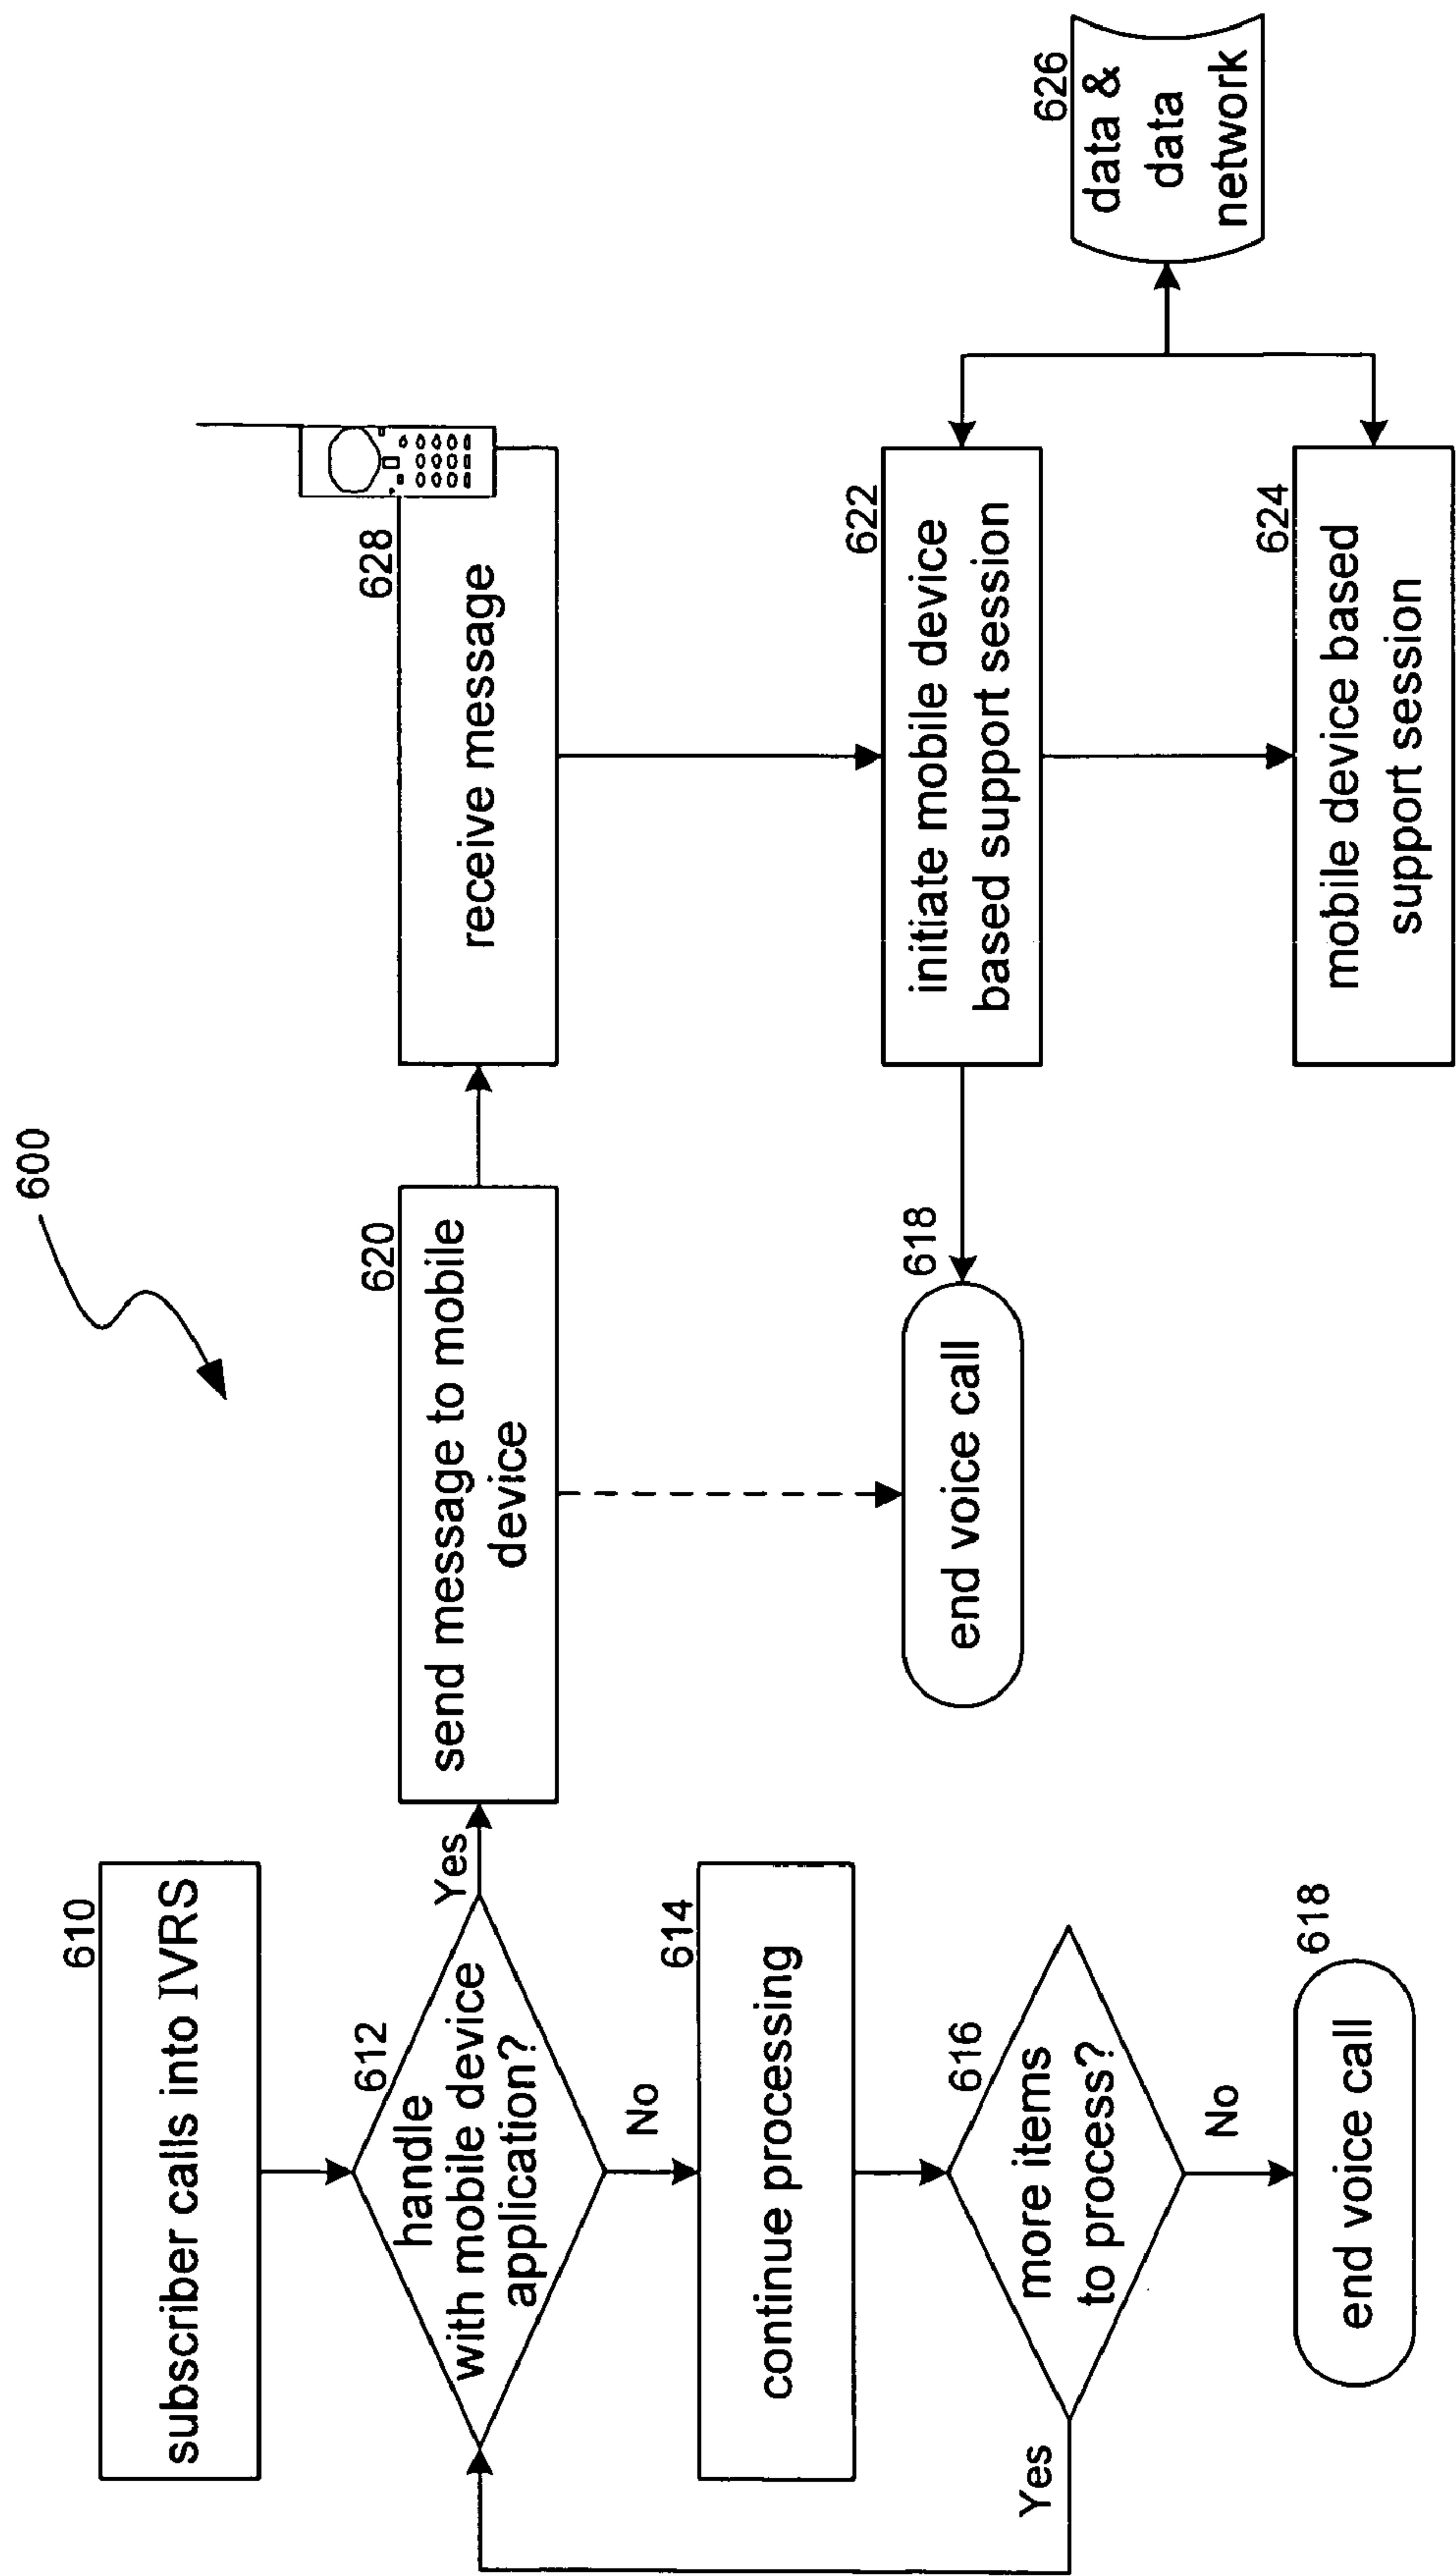 600
610
subscriber calls into IVRS
612
handle
with mobile device
application?
Yes
No
614
continue processing
616
more items
to process?
Yes
No
618
end voice call
620
send message to mobile
device
618
end voice call
628
receive message
622
initiate mobile device
based support session
624
mobile device based
support session
626
data &
data
network